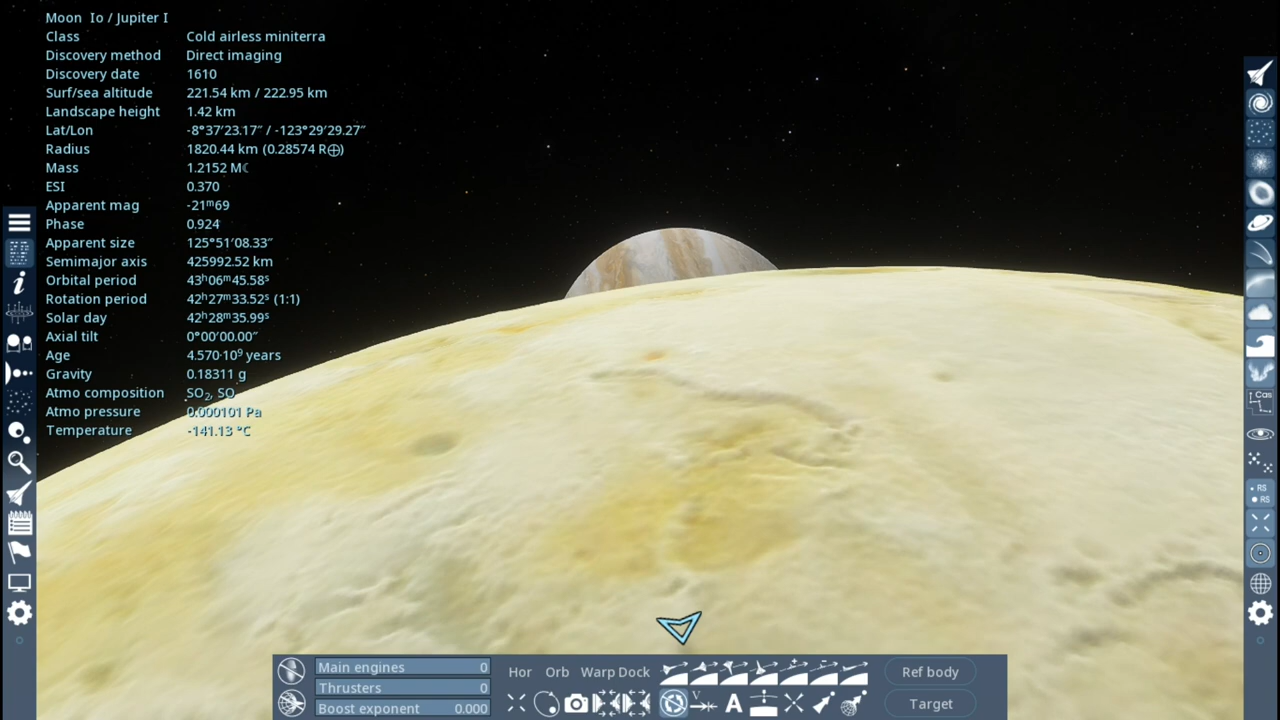 Moon Io / Jupiter I
Class Cold airless miniterra
Discovery method Direct imaging
Discovery date 1610
Surf/sea altitude 221.54 km / 222.95 km
Landscape height 1.42 km
Lat/Lon -8°37′23.17″ / -123°29′29.27″
Radius 1820.44 km (0.28574 R⊕)
Mass 1.2152 M☾
ESI 0.370
Apparent mag -21ᵐ69
Phase 0.924
Apparent size 125°51′08.33″
Semimajor axis 425992.52 km
Orbital period 43ʰ06ᵐ45.58ˢ
Rotation period 42ʰ27ᵐ33.52ˢ (1:1)
Solar day 42ʰ28ᵐ35.99ˢ
Axial tilt 0°00′00.00″
Age 4.570·10⁹ years
Gravity 0.18311 g
Atmo composition SO₂, SO
Atmo pressure 0.000101 Pa
Temperature -141.13 °C
Cas
RS
RS
Main engines 0
Thrusters 0
Boost exponent 0.000
Hor Orb Warp Dock
V
A
Ref body
Target